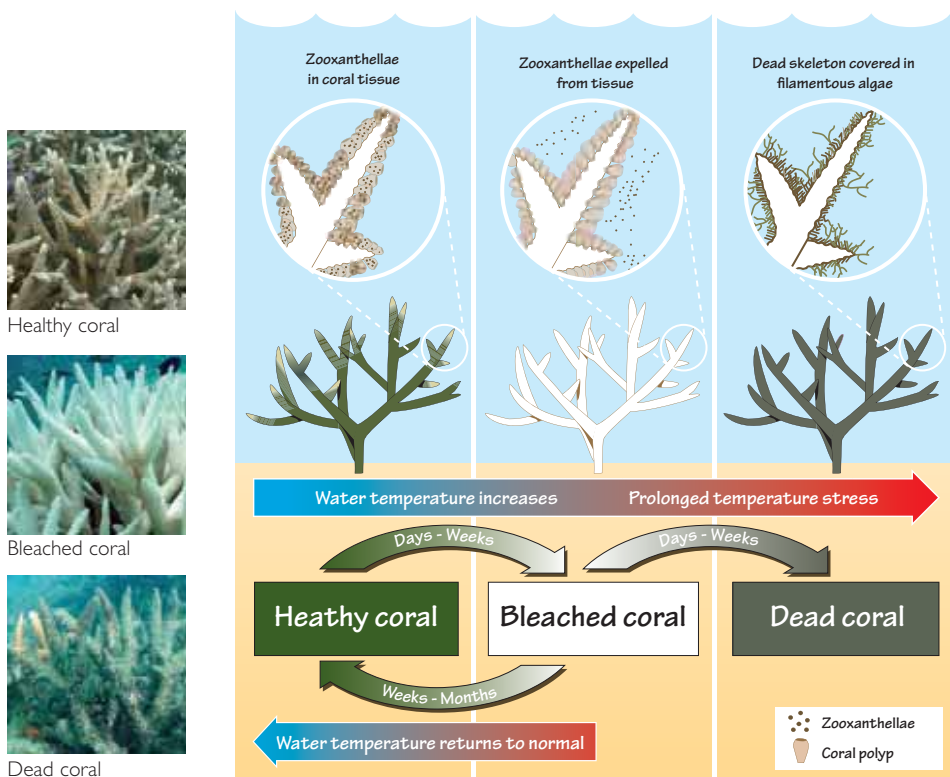 Zooxanthellae
in coral tissue
Zooxanthellae expelled
from tissue
Dead skeleton covered in
filamentous algae
Healthy coral
Bleached coral
Dead coral
Water temperature increases
Prolonged temperature stress
Days - Weeks
Days - Weeks
Heathy coral
Bleached coral
Dead coral
Weeks - Months
Water temperature returns to normal
Zooxanthellae
Coral polyp